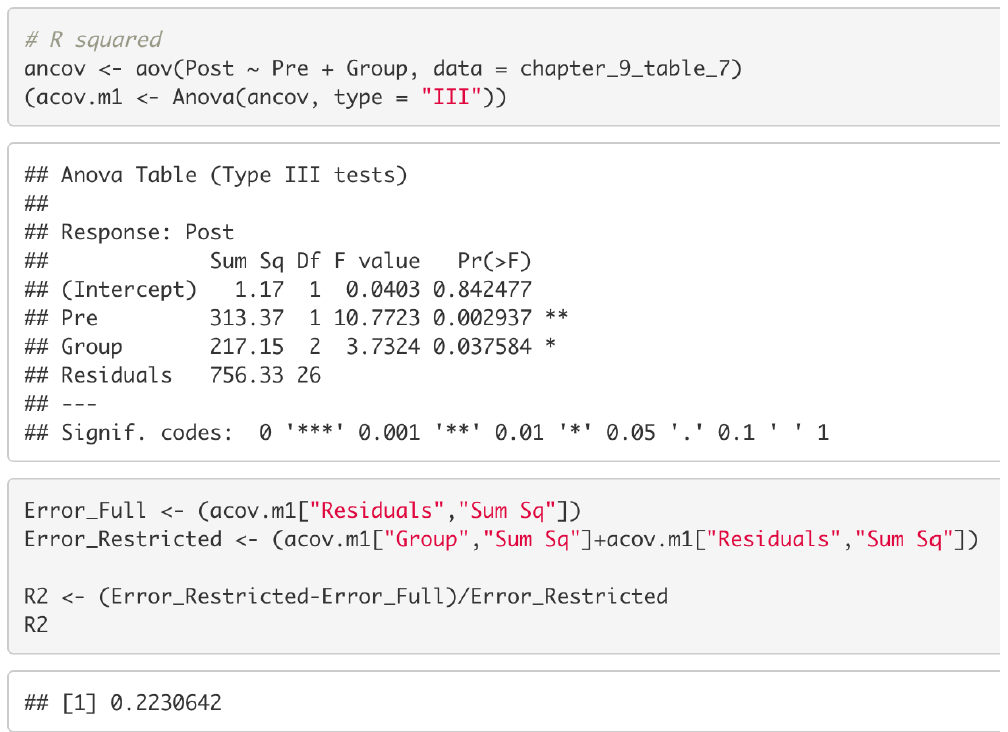 # R squared
ancov <- aov(Post ~ Pre + Group, data = chapter_9_table_7)
(acov.m1 <- Anova(ancov, type = "III"))
## Anova Table (Type III tests)
##
## Response: Post
##             Sum Sq Df F value   Pr(>F)
## (Intercept)   1.17  1  0.0403 0.842477
## Pre         313.37  1 10.7723 0.002937 **
## Group       217.15  2  3.7324 0.037584 *
## Residuals   756.33 26
## ---
## Signif. codes:  0 '***' 0.001 '**' 0.01 '*' 0.05 '.' 0.1 ' ' 1
Error_Full <- (acov.m1["Residuals","Sum Sq"])
Error_Restricted <- (acov.m1["Group","Sum Sq"]+acov.m1["Residuals","Sum Sq"])
R2 <- (Error_Restricted-Error_Full)/Error_Restricted
R2
## [1] 0.2230642